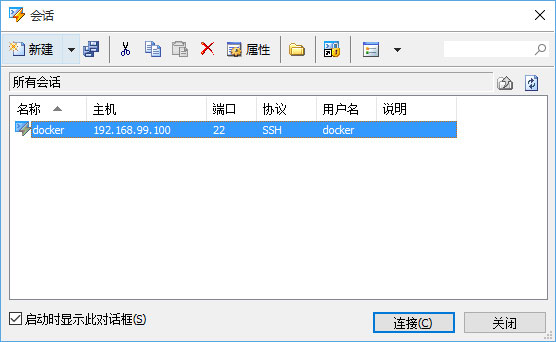 会话
新建 属性
所有会话
名称 主机 端口 协议 用户名 说明
docker 192.168.99.100 22 SSH docker
启动时显示此对话框(S) 连接(C) 关闭